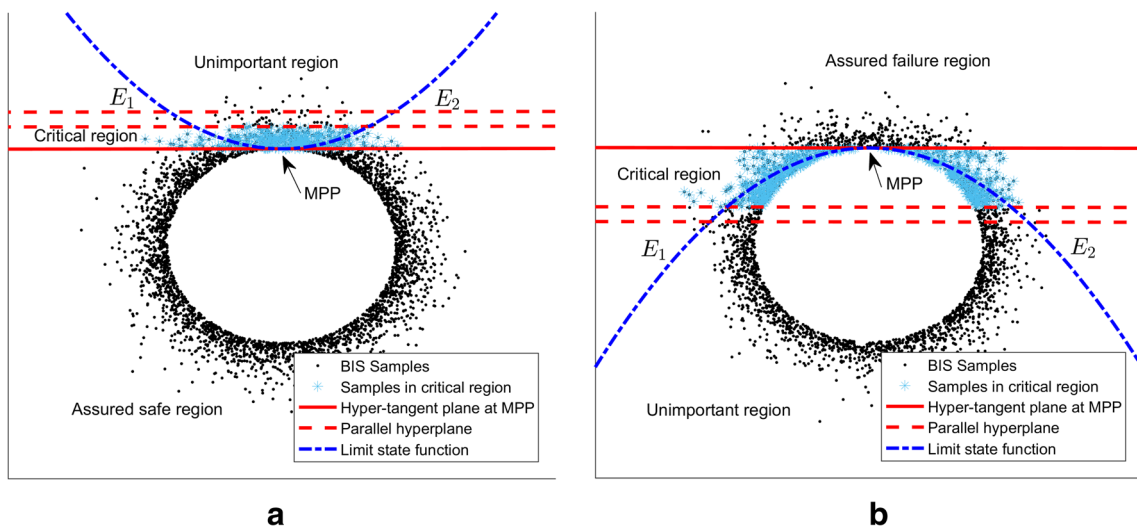 Unimportant region
E1
E2
Critical region
MPP
Assured safe region
BIS Samples
Samples in critical region
Hyper-tangent plane at MPP
Parallel hyperplane
Limit state function
a
Assured failure region
Critical region
MPP
E1
E2
Unimportant region
BIS Samples
Samples in critical region
Hyper-tangent plane at MPP
Parallel hyperplane
Limit state function
b